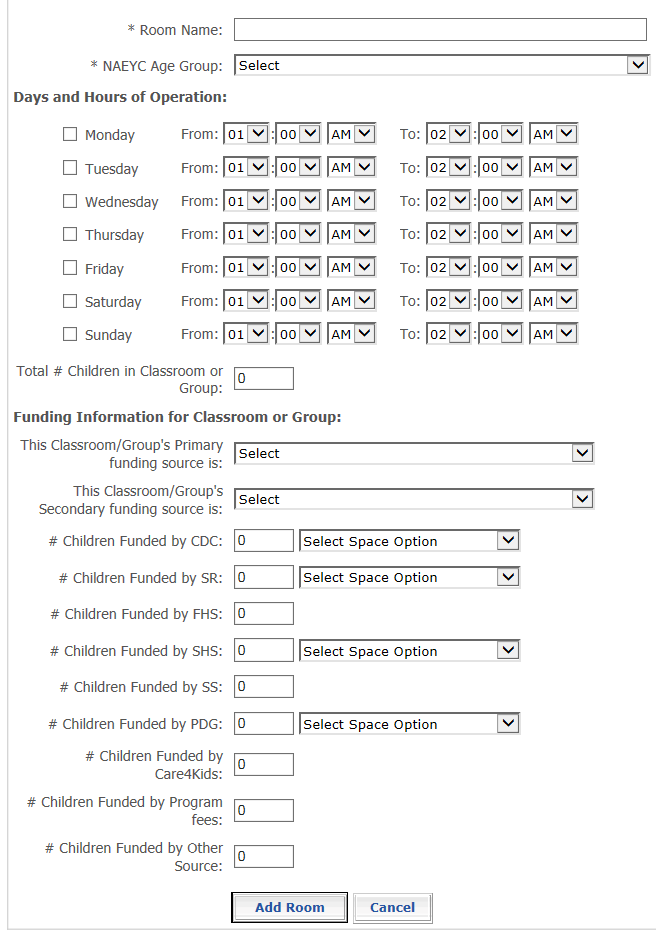 * Room Name:
* NAEYC Age Group: Select
Days and Hours of Operation:
Monday From: 01 : 00 AM To: 02 : 00 AM
Tuesday From: 01 : 00 AM To: 02 : 00 AM
Wednesday From: 01 : 00 AM To: 02 : 00 AM
Thursday From: 01 : 00 AM To: 02 : 00 AM
Friday From: 01 : 00 AM To: 02 : 00 AM
Saturday From: 01 : 00 AM To: 02 : 00 AM
Sunday From: 01 : 00 AM To: 02 : 00 AM
Total # Children in Classroom or
Group: 0
Funding Information for Classroom or Group:
This Classroom/Group's Primary
funding source is: Select
This Classroom/Group's
Secondary funding source is: Select
# Children Funded by CDC: 0 Select Space Option
# Children Funded by SR: 0 Select Space Option
# Children Funded by FHS: 0
# Children Funded by SHS: 0 Select Space Option
# Children Funded by SS: 0
# Children Funded by PDG: 0 Select Space Option
# Children Funded by
Care4Kids: 0
# Children Funded by Program
fees: 0
# Children Funded by Other
Source: 0
Add Room Cancel